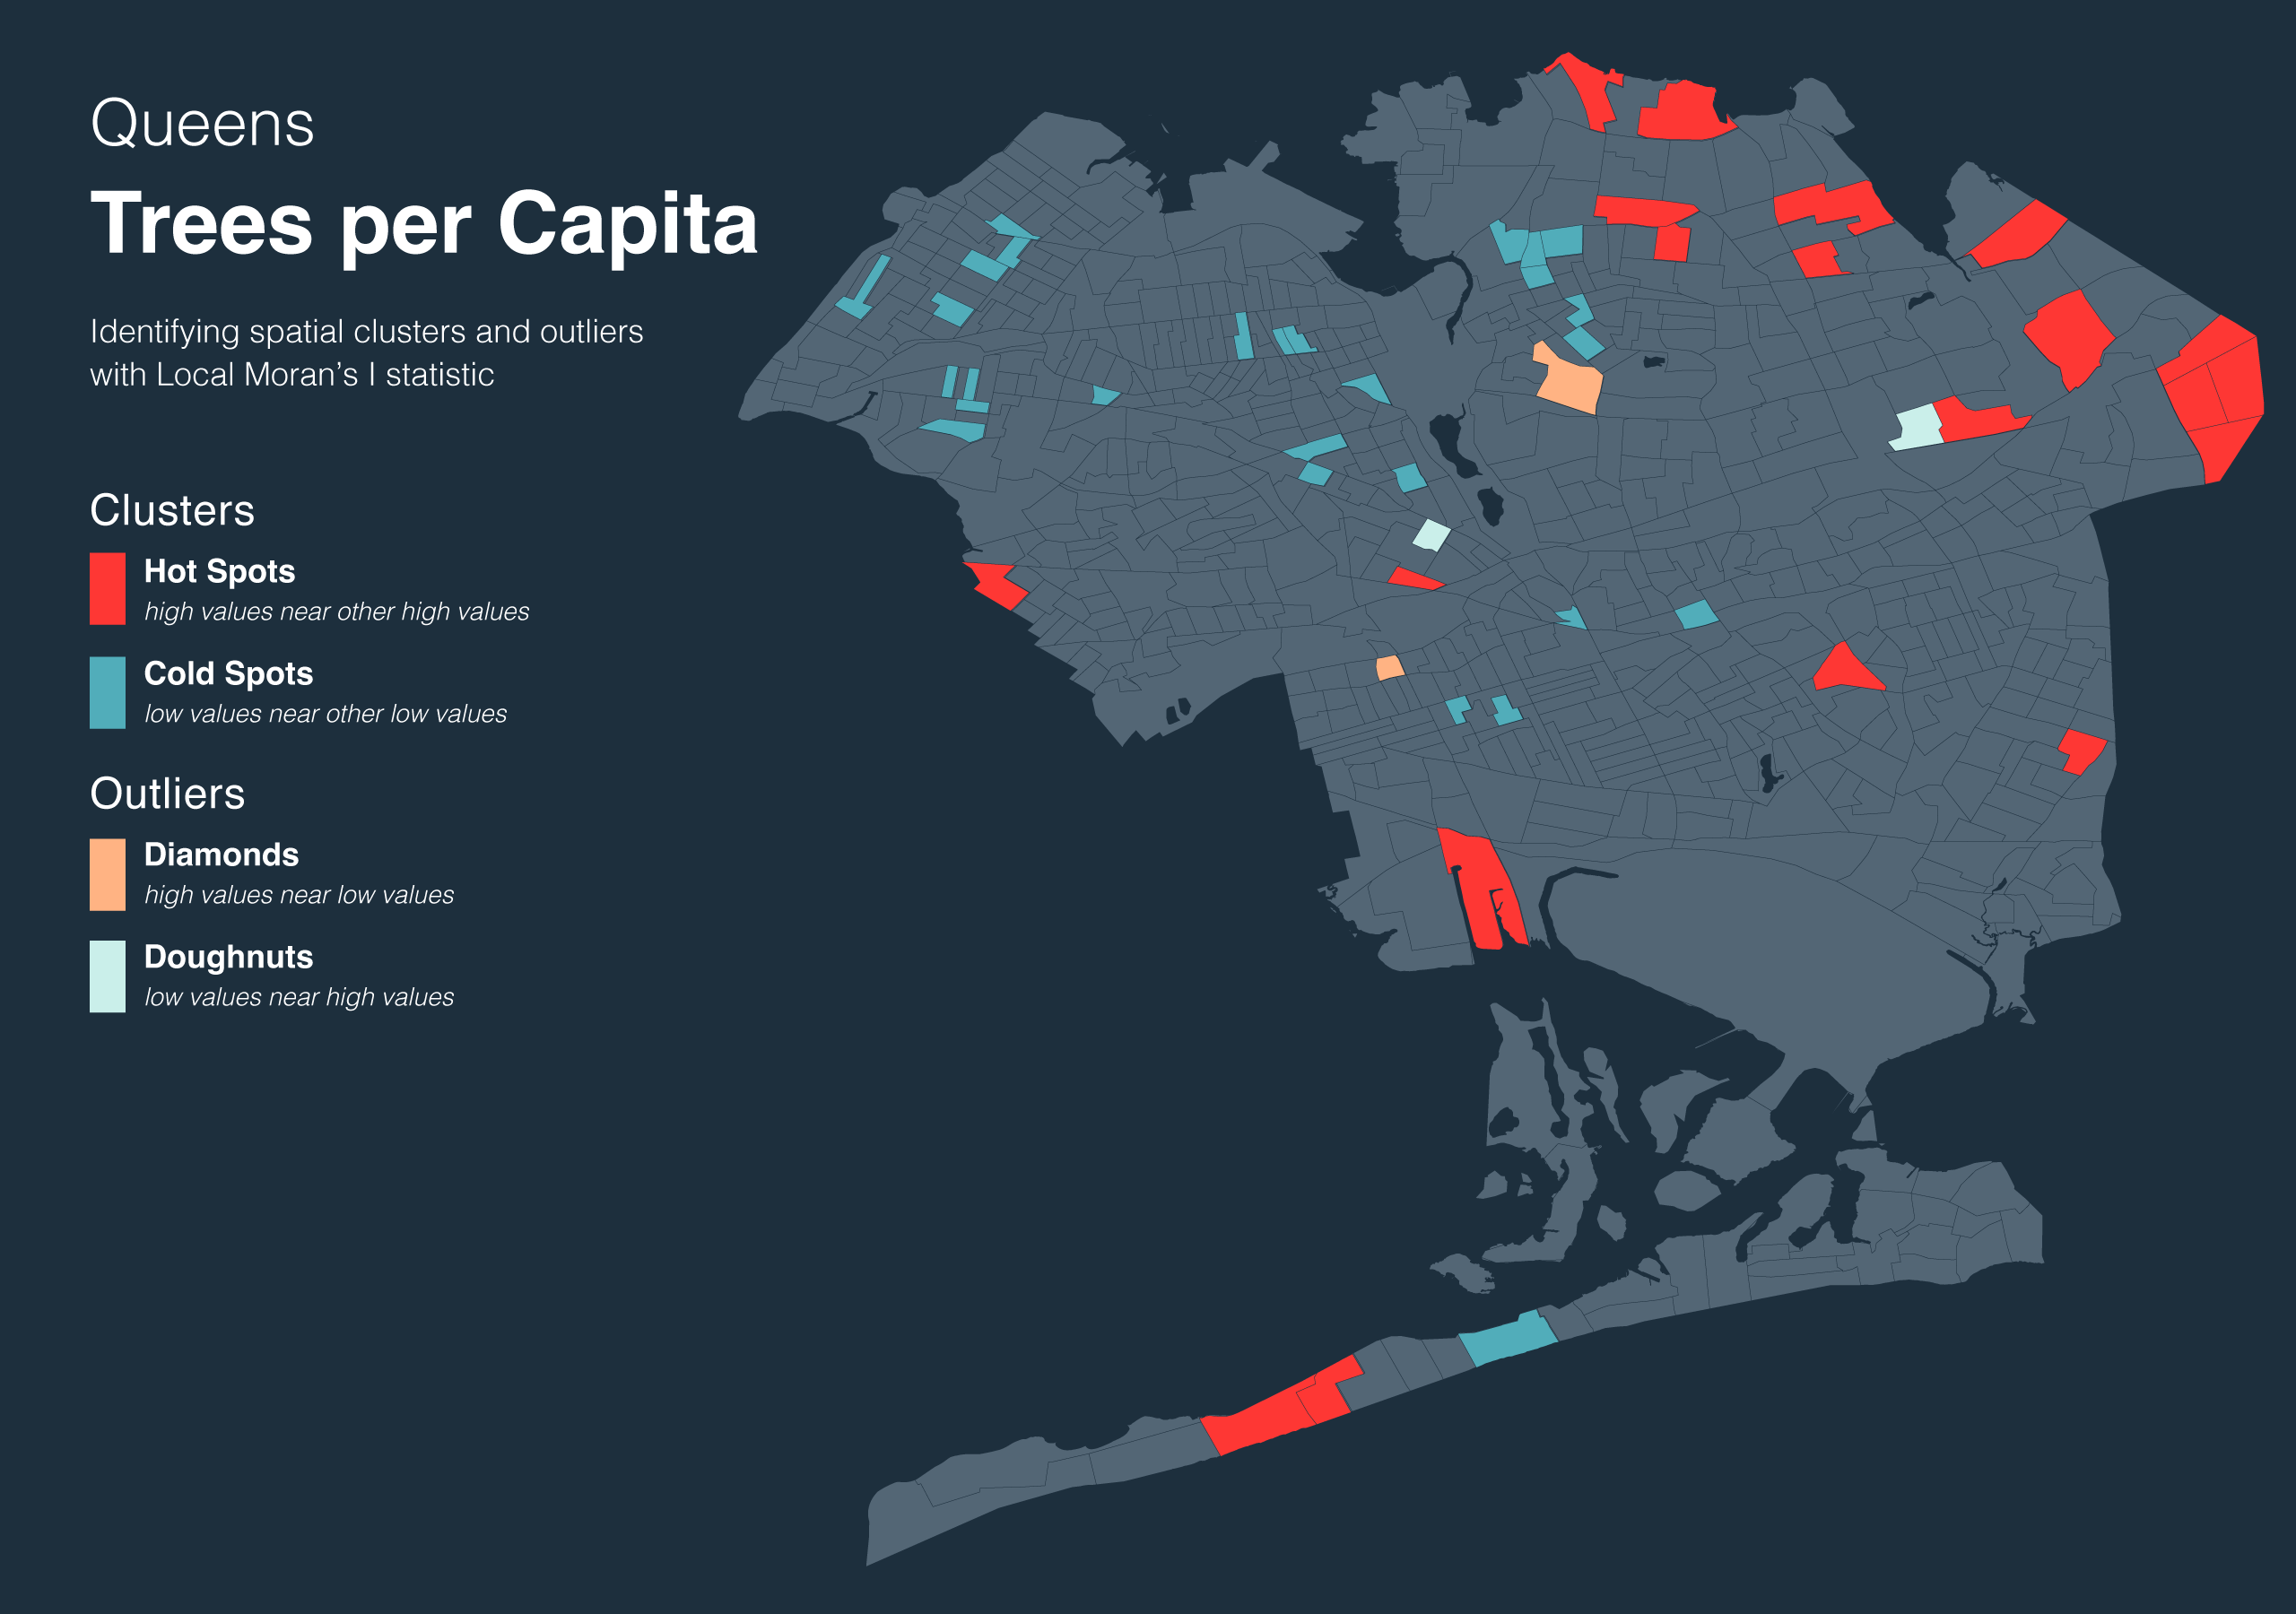 Queens
Trees per Capita
Identifying spatial clusters and outliers
with Local Moran’s I statistic
Clusters
Hot Spots
high values near other high values
Cold Spots
low values near other low values
Outliers
Diamonds
high values near low values
Doughnuts
low values near high values